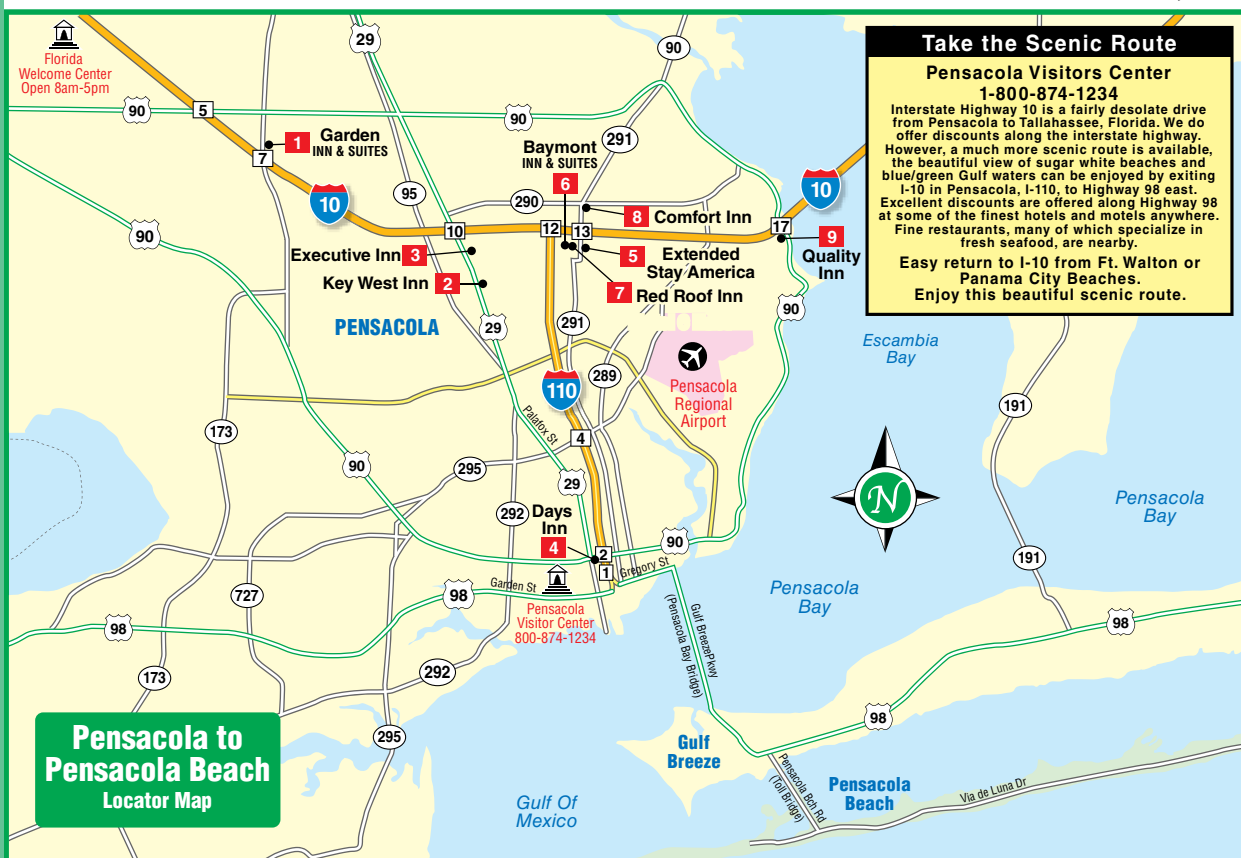 Florida
Welcome Center
Open 8am-5pm
29
90
90
5
90
291
1 Garden
INN & SUITES
7
Baymont
INN & SUITES
6
95
10
290
8 Comfort Inn
10
90
10
12
13
17
Executive Inn 3
5 Extended
Stay America
9
Quality
Inn
Key West Inn 2
7 Red Roof Inn
PENSACOLA
29
291
90
110
289
Pensacola
Regional
Airport
Palafox St
173
4
90
295
29
292
Days
Inn
4
2
90
1
Gregory St
Garden St
727
98
98
Pensacola
Visitor Center
800-874-1234
Gulf BreezePkwy
(Pensacola Bay Bridge)
173
292
295
Take the Scenic Route
Pensacola Visitors Center
1-800-874-1234
Interstate Highway 10 is a fairly desolate drive
from Pensacola to Tallahassee, Florida. We do
offer discounts along the interstate highway.
However, a much more scenic route is available,
the beautiful view of sugar white beaches and
blue/green Gulf waters can be enjoyed by exiting
I-10 in Pensacola, I-110, to Highway 98 east.
Excellent discounts are offered along Highway 98
at some of the finest hotels and motels anywhere.
Fine restaurants, many of which specialize in
fresh seafood, are nearby.
Easy return to I-10 from Ft. Walton or
Panama City Beaches.
Enjoy this beautiful scenic route.
Escambia
Bay
191
N
Pensacola
Bay
191
Pensacola
Bay
98
98
Gulf
Breeze
Pensacola Bch Rd
(Toll Bridge)
Pensacola
Beach
Via de Luna Dr
Gulf Of
Mexico
Pensacola to
Pensacola Beach
Locator Map